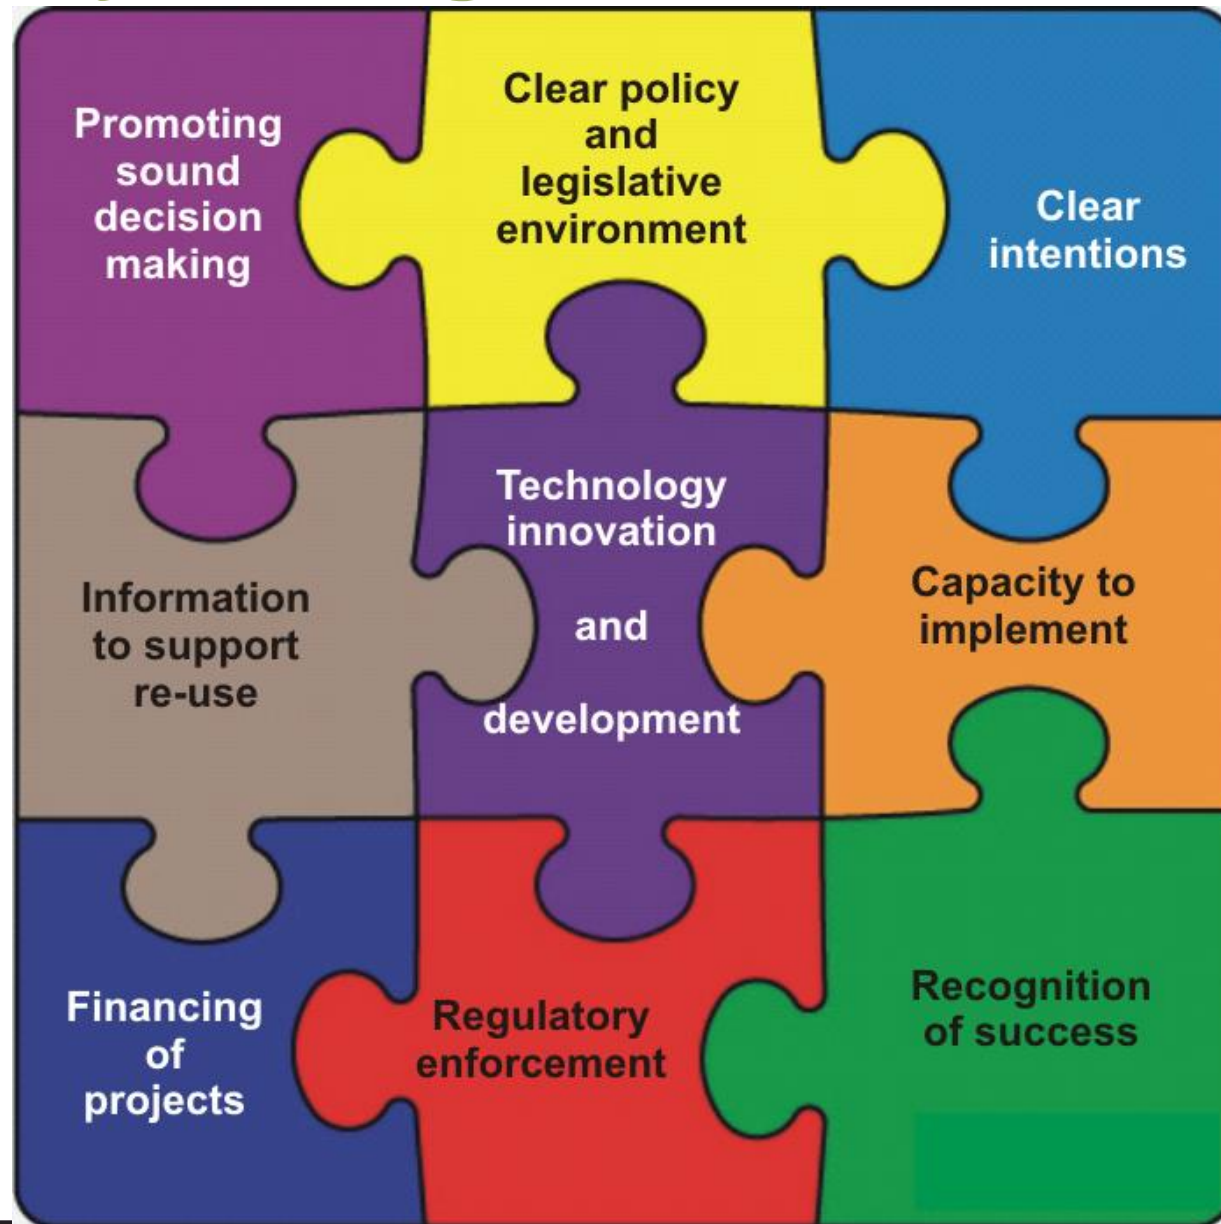 Promoting
sound
decision
making
Clear policy
and
legislative
environment
Clear
intentions
Information
to support
re-use
Technology
innovation
and
development
Capacity to
implement
Financing
of
projects
Regulatory
enforcement
Recognition
of success